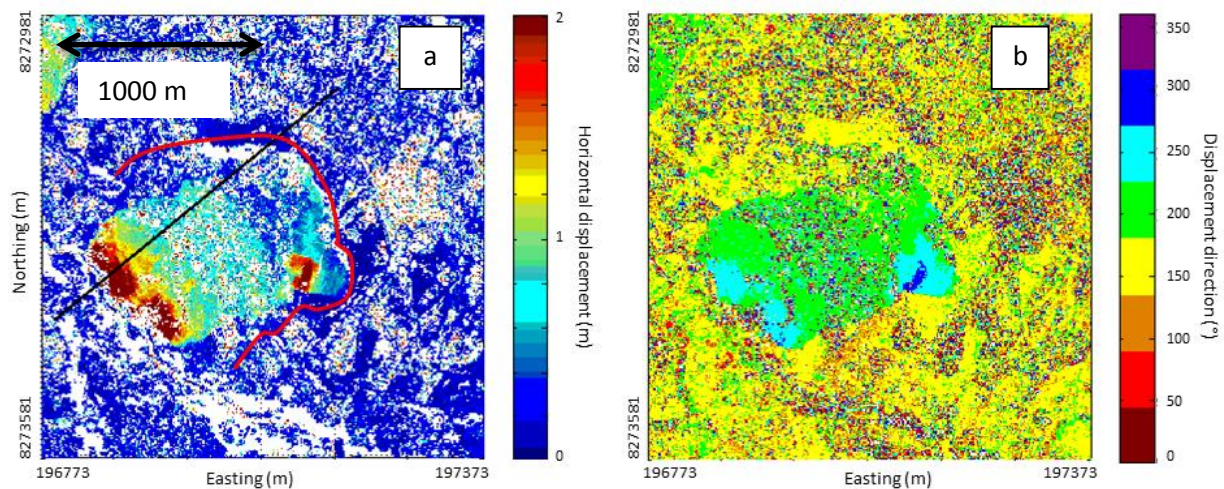 a
1000 m
8272981
Northing (m)
8273581
196773
Easting (m)
197373
2
1
0
Horizontal displacement (m)
b
8272981
8273581
196773
Easting (m)
197373
350
300
250
200
150
100
50
0
Displacement direction (°)